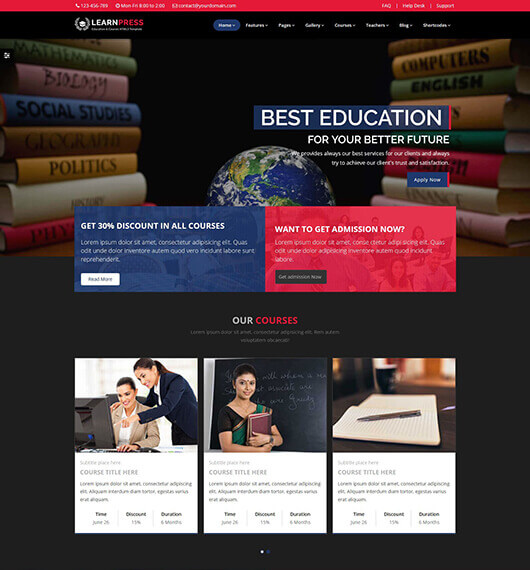 123-456-789 Mon Fri 8:00 to 2:00 contact@yourdomain.com FAQ | Help Desk | Support
LEARNPRESS
Education & Courses HTML5 Template
Home Features Pages Gallery Courses Teachers Blog Shortcodes
BIOLOGY
SOCIAL STUDIES
GEOGRAPHY
POLITICS
PHYSICS
BEST EDUCATION
FOR YOUR BETTER FUTURE
We provides always our best services for our clients and always
try to achieve our client's trust and satisfaction.
Apply Now
GET 30% DISCOUNT IN ALL COURSES
Lorem ipsum dolor sit amet, consectetur adipisicing elit. Quas
odit unde dolor inventore autem quod vero incidunt labore sunt
reprehenderit.
Read More
WANT TO GET ADMISSION NOW?
Lorem ipsum dolor sit amet, conse ctetur adipi sicing elit. Quas
odit unde dolor adipisicing elit inventore autem quod incidunt
labore.
Get admission Now
OUR COURSES
Lorem ipsum dolor sit amet, consectetur adipisicing elit. Rem autem
voluptatem obcaecati!
Subtitle place here
COURSE TITLE HERE
Lorem ipsum dolor sit amet, consectetur adipiscing
elit. Aliquam interdum diam tortor, egestas varius
erat aliquam.
Time Discount Duration
June 26 15% 6 Months
Subtitle place here
COURSE TITLE HERE
Lorem ipsum dolor sit amet, consectetur adipiscing
elit. Aliquam interdum diam tortor, egestas varius
erat aliquam.
Time Discount Duration
June 26 15% 6 Months
Subtitle place here
COURSE TITLE HERE
Lorem ipsum dolor sit amet, consectetur adipiscing
elit. Aliquam interdum diam tortor, egestas varius
erat aliquam.
Time Discount Duration
June 26 15% 6 Months